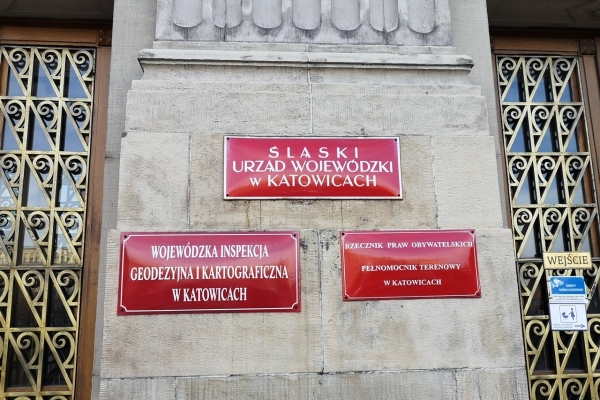 ŚLĄSKI
URZĄD WOJEWÓDZKI
W KATOWICACH
WOJEWÓDZKA INSPEKCJA
GEODEZYJNA I KARTOGRAFICZNA
W KATOWICACH
RZECZNIK PRAW OBYWATELSKICH
PEŁNOMOCNIK TERENOWY
W KATOWICACH
WEJŚCIE